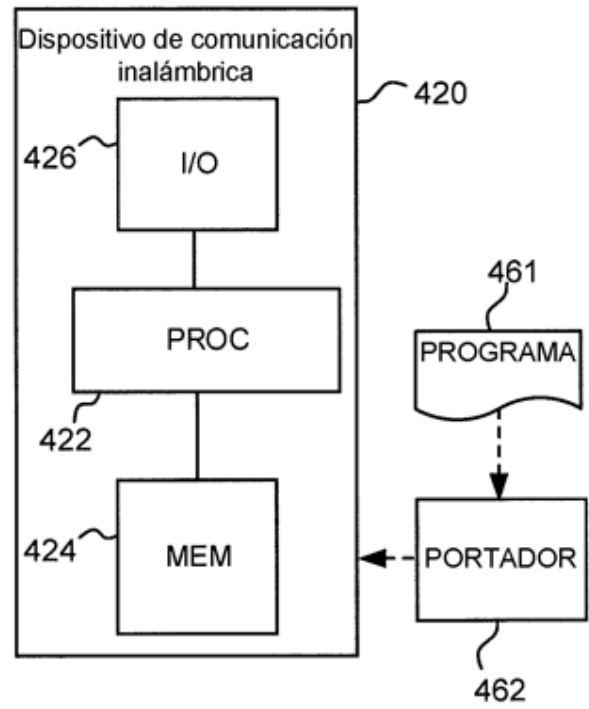 Dispositivo de comunicación
inalámbrica
420
426
I/O
461
PROGRAMA
PROC
422
424
MEM
PORTADOR
462